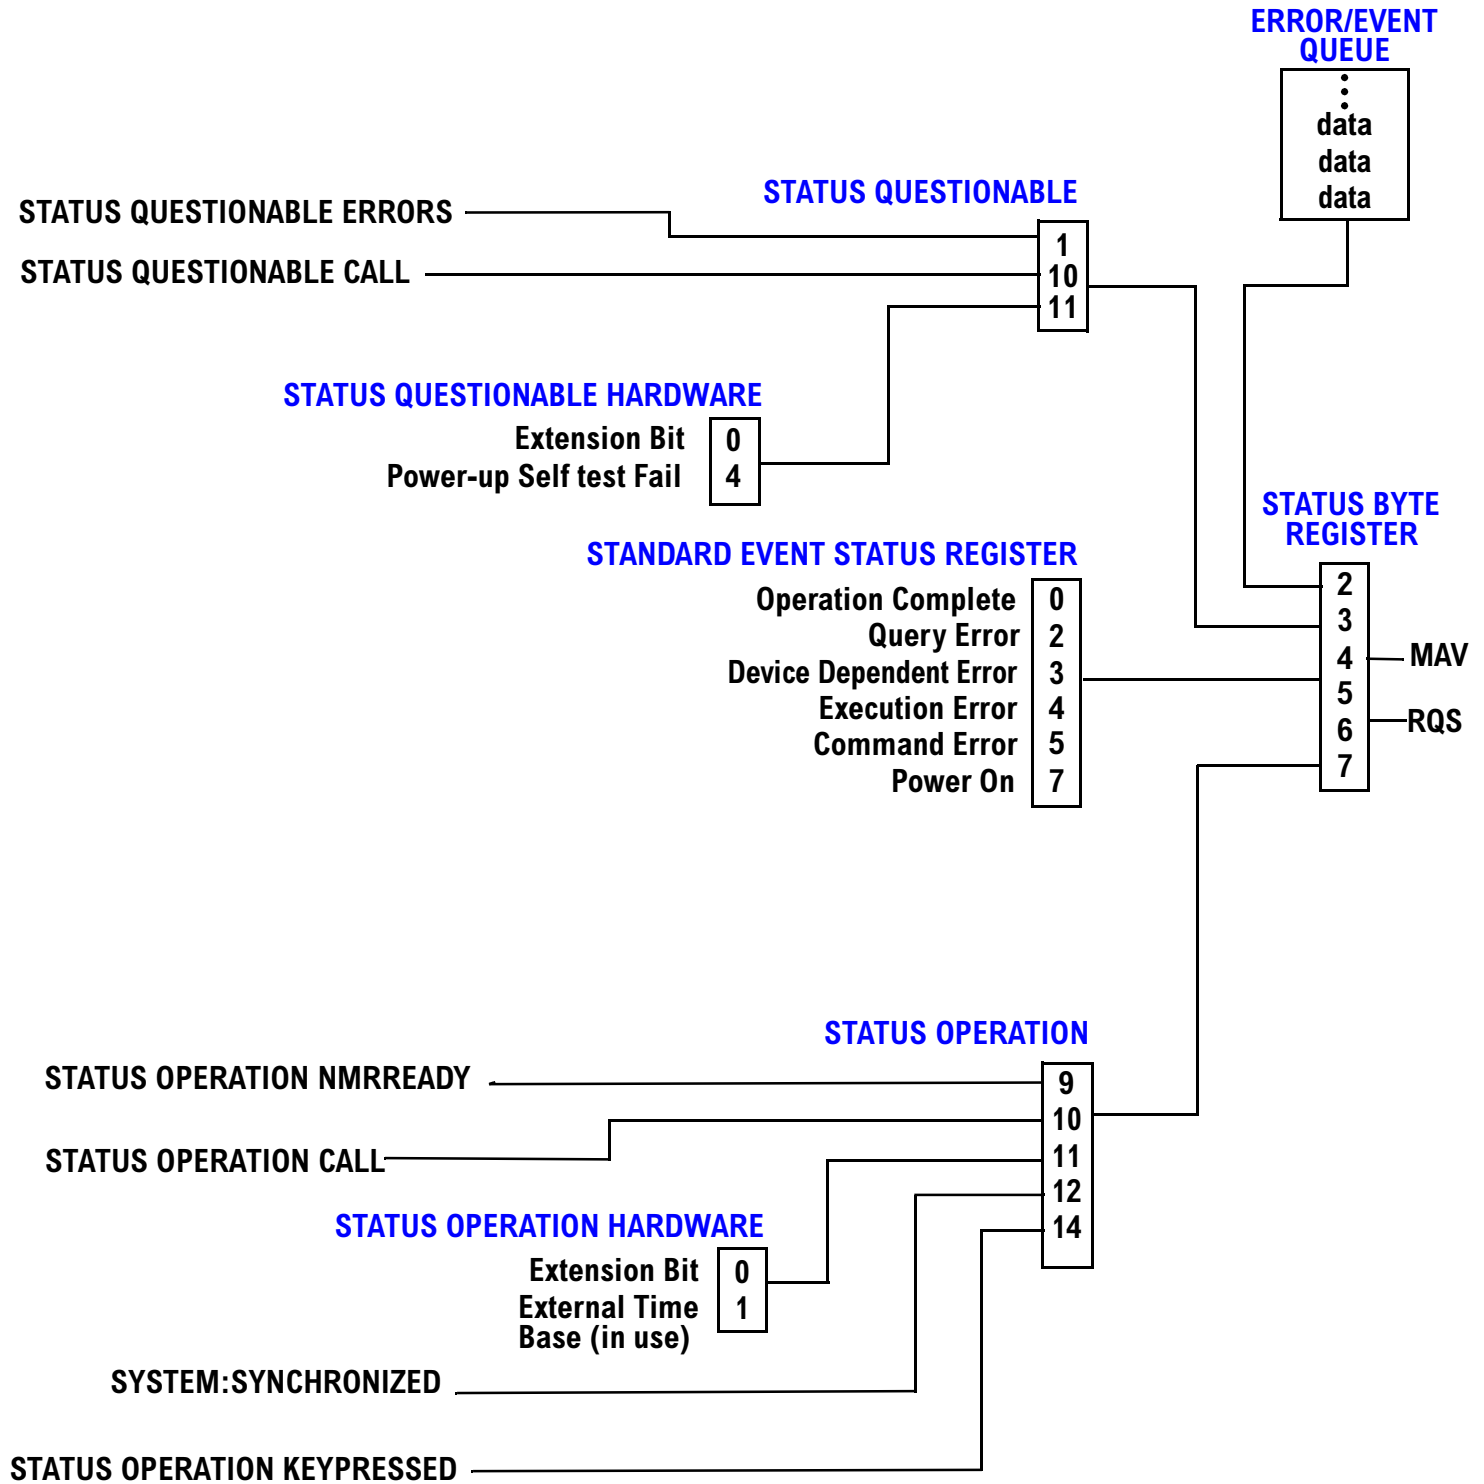 ERROR/EVENT
QUEUE
data
data
data
STATUS QUESTIONABLE
STATUS QUESTIONABLE ERRORS
1
STATUS QUESTIONABLE CALL
10
11
STATUS QUESTIONABLE HARDWARE
Extension Bit 0
Power-up Self test Fail 4
STATUS BYTE
REGISTER
2
3
4 MAV
5
6 RQS
7
STANDARD EVENT STATUS REGISTER
Operation Complete 0
Query Error 2
Device Dependent Error 3
Execution Error 4
Command Error 5
Power On 7
STATUS OPERATION
STATUS OPERATION NMRREADY 9
10
STATUS OPERATION CALL 11
12
14
STATUS OPERATION HARDWARE
Extension Bit 0
External Time 1
Base (in use)
SYSTEM:SYNCHRONIZED
STATUS OPERATION KEYPRESSED